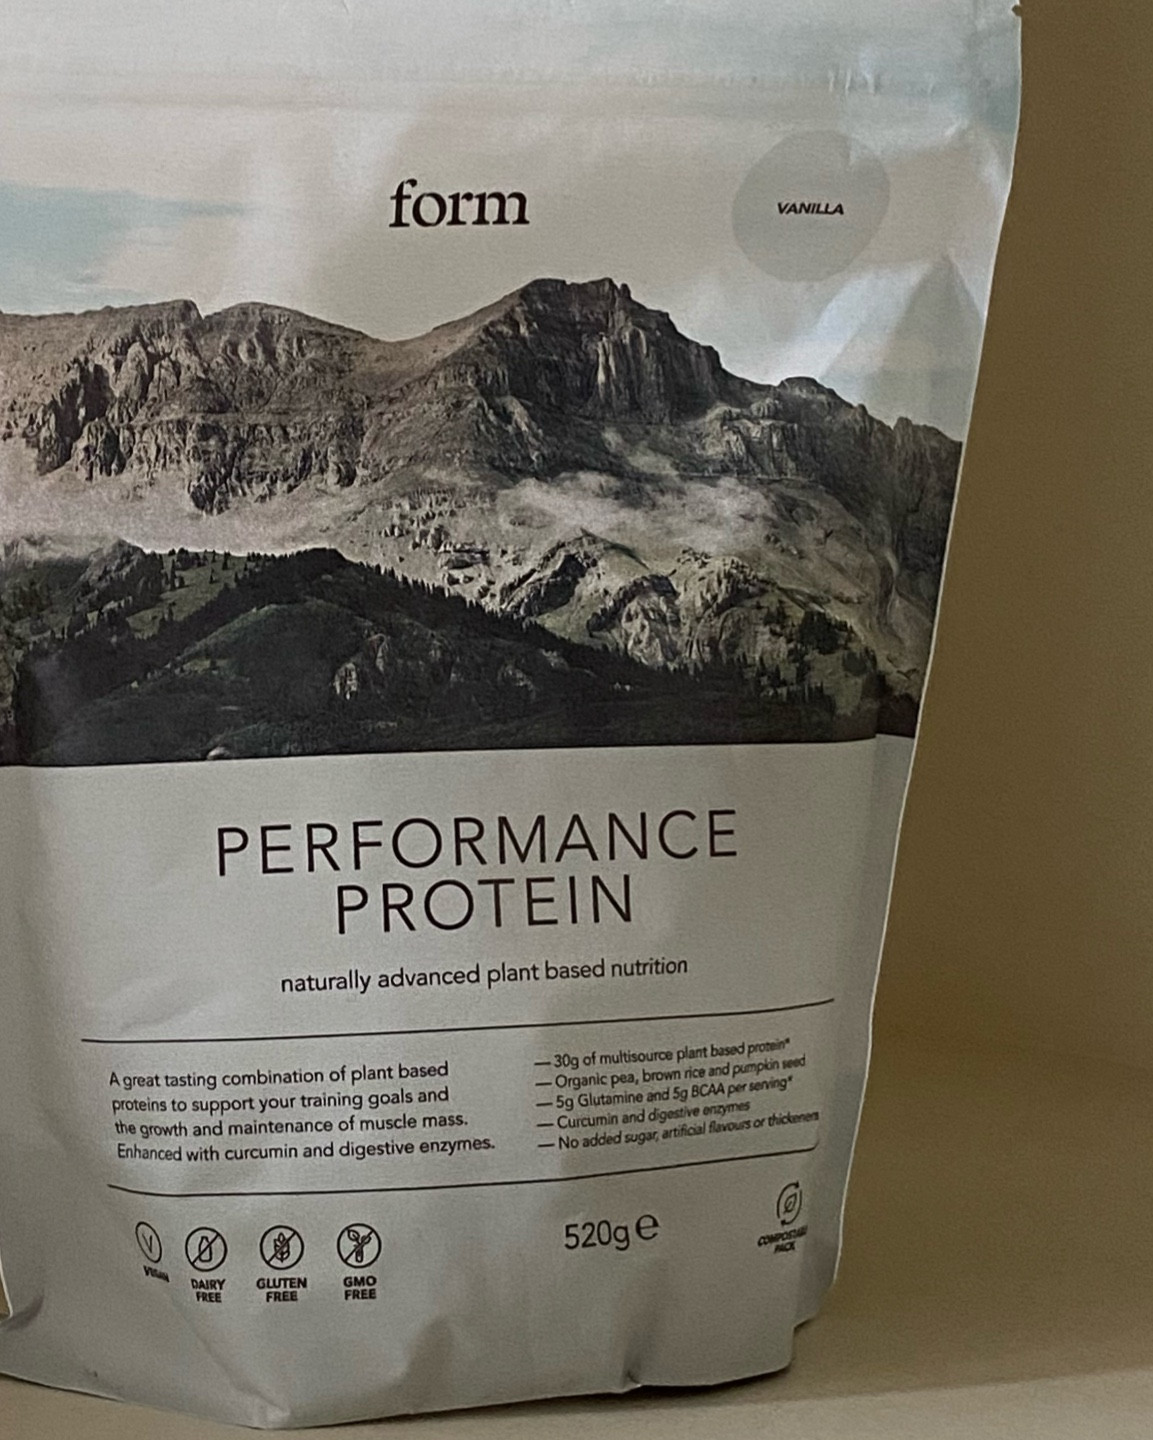 form
VANILLA
PERFORMANCE
PROTEIN
naturally advanced plant based nutrition
A great tasting combination of plant based
proteins to support your training goals and
the growth and maintenance of muscle mass.
Enhanced with curcumin and digestive enzymes.
— 30g of multisource plant based protein*
— Organic pea, brown rice and pumpkin seed
— 5g Glutamine and 5g BCAA per serving*
— Curcumin and digestive enzymes
— No added sugar, artificial flavours or thickeners
VEGAN
DAIRY
FREE
GLUTEN
FREE
GMO
FREE
520g℮
COMPOSTABLE
PACK